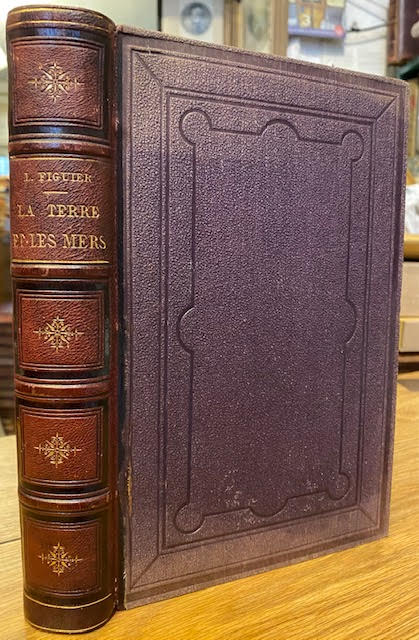 L. FIGUIER
LA TERRE
ET LES MERS